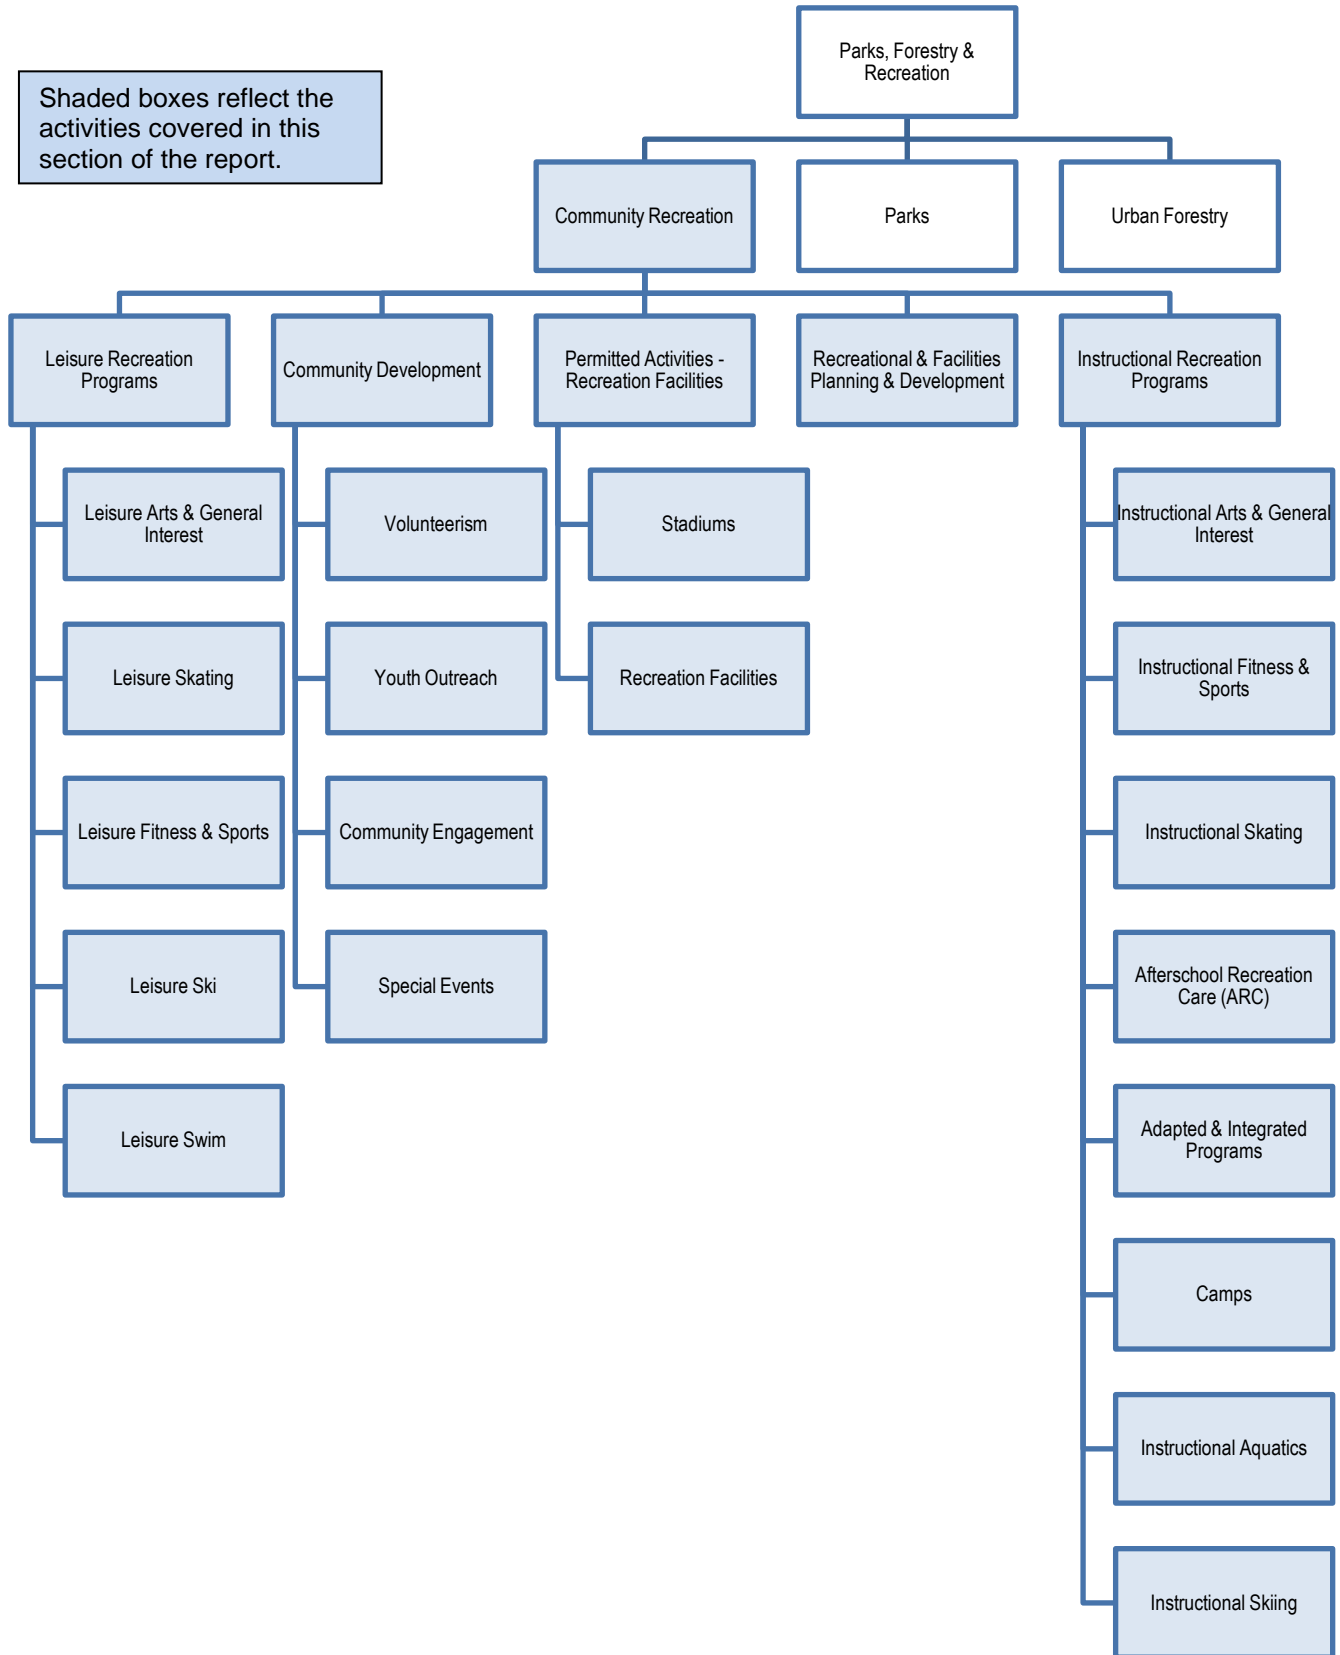 Parks, Forestry &
Recreation
Shaded boxes reflect the
activities covered in this
section of the report.
Community Recreation
Parks
Urban Forestry
Leisure Recreation
Programs
Community Development
Permitted Activities -
Recreation Facilities
Recreational & Facilities
Planning & Development
Instructional Recreation
Programs
Leisure Arts & General
Interest
Leisure Skating
Leisure Fitness & Sports
Leisure Ski
Leisure Swim
Volunteerism
Youth Outreach
Community Engagement
Special Events
Stadiums
Recreation Facilities
Instructional Arts & General
Interest
Instructional Fitness &
Sports
Instructional Skating
Afterschool Recreation
Care (ARC)
Adapted & Integrated
Programs
Camps
Instructional Aquatics
Instructional Skiing